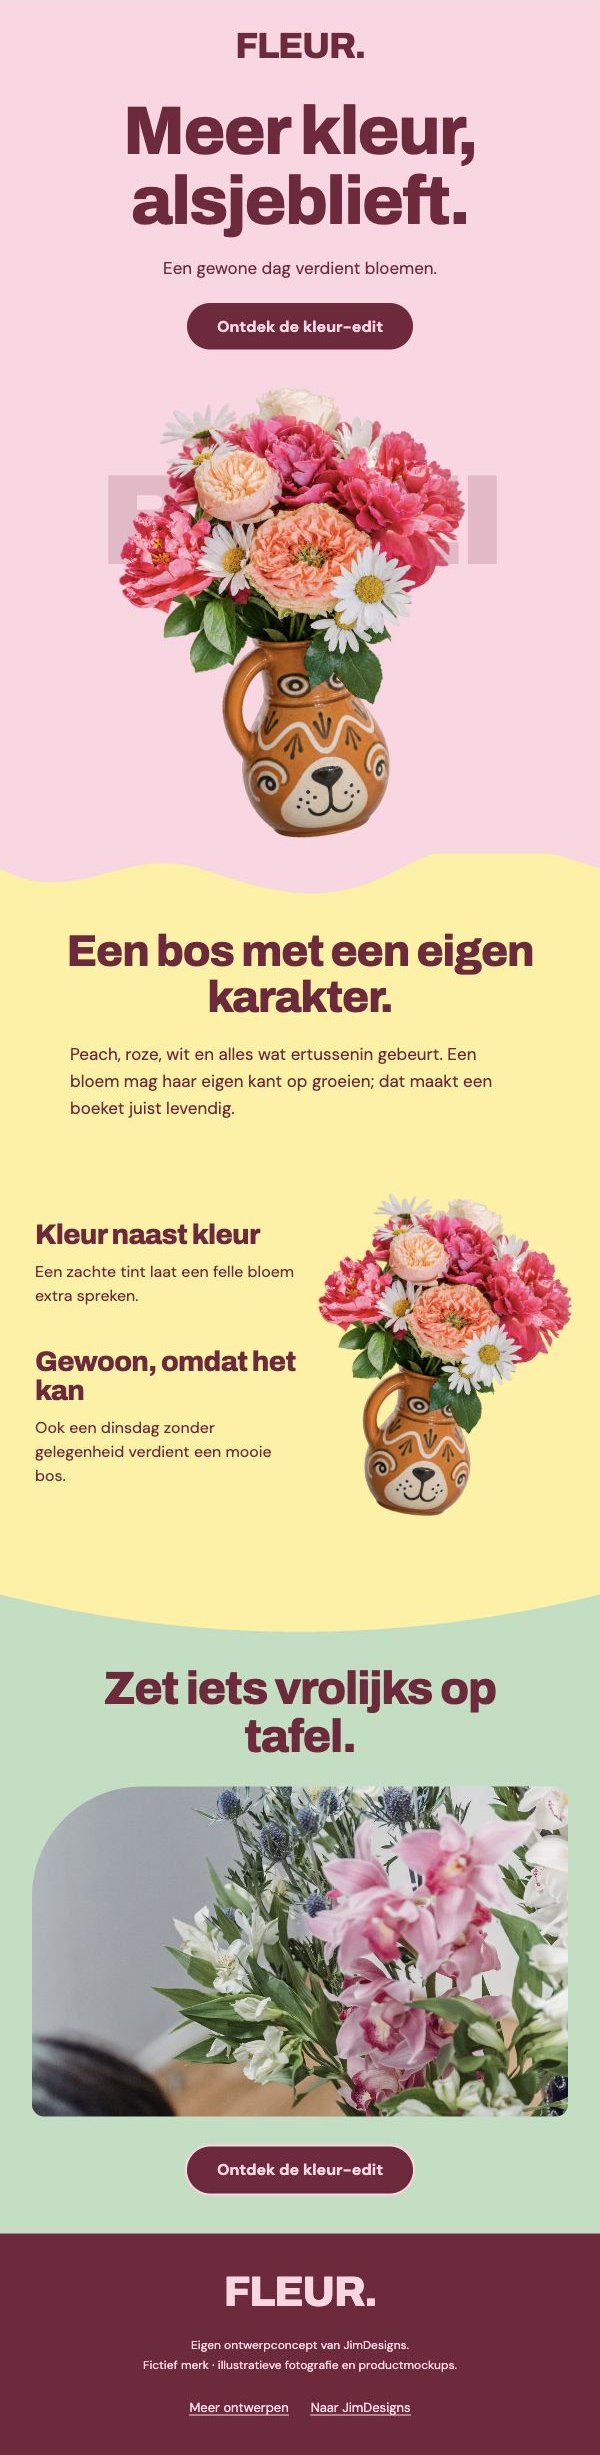 FLEUR.
Meer kleur,
alsjeblieft.
Een gewone dag verdient bloemen.
Ontdek de kleur-edit
Een bos met een eigen
karakter.
Peach, roze, wit en alles wat ertussenin gebeurt. Een
bloem mag haar eigen kant op groeien; dat maakt een
boeket juist levendig.
Kleur naast kleur
Een zachte tint laat een felle bloem
extra spreken.
Gewoon, omdat het
kan
Ook een dinsdag zonder
gelegenheid verdient een mooie
bos.
Zet iets vrolijks op
tafel.
Ontdek de kleur-edit
FLEUR.
Eigen ontwerpconcept van JimDesigns.
Fictief merk · illustratieve fotografie en productmockups.
Meer ontwerpen Naar JimDesigns